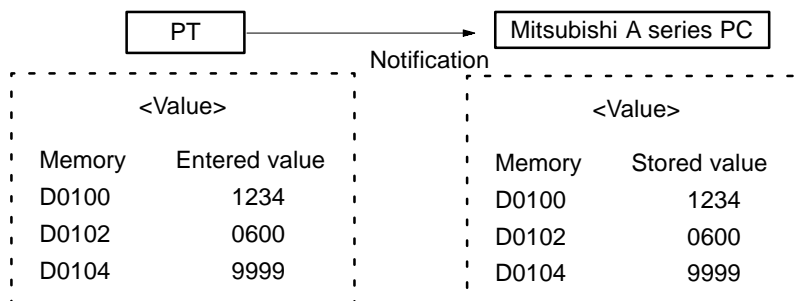 PT
Mitsubishi A series PC
Notification
<Value>
Memory Entered value
D0100 1234
D0102 0600
D0104 9999
<Value>
Memory Stored value
D0100 1234
D0102 0600
D0104 9999